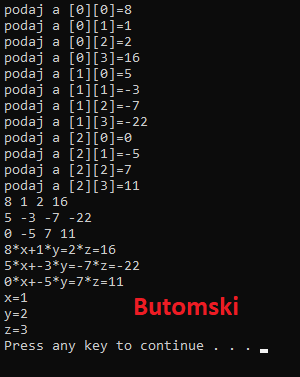 podaj a [0][0]=8
podaj a [0][1]=1
podaj a [0][2]=2
podaj a [0][3]=16
podaj a [1][0]=5
podaj a [1][1]=-3
podaj a [1][2]=-7
podaj a [1][3]=-22
podaj a [2][0]=0
podaj a [2][1]=-5
podaj a [2][2]=7
podaj a [2][3]=11
8 1 2 16
5 -3 -7 -22
0 -5 7 11
8*x+1*y=2*z=16
5*x+-3*y=-7*z=-22
0*x+-5*y=7*z=11
x=1
y=2
z=3
Butomski
Press any key to continue . . .